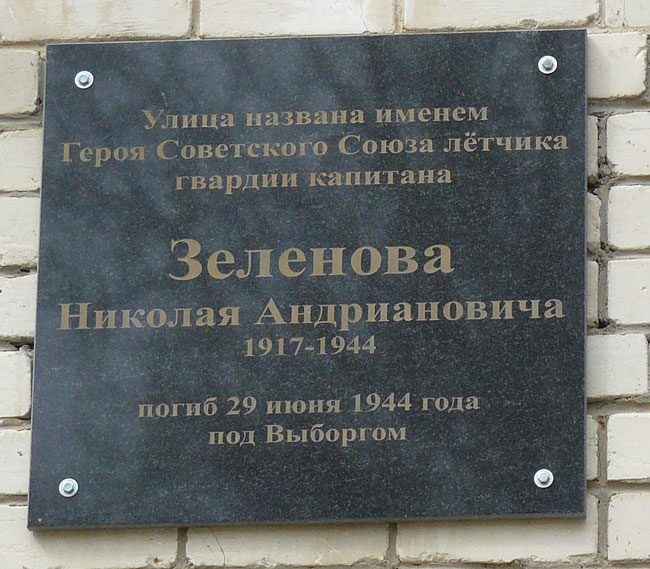 Улица названа именем
Героя Советского Союза лётчика
гвардии капитана
Зеленова
Николая Андриановича
1917-1944
погиб 29 июня 1944 года
под Выборгом